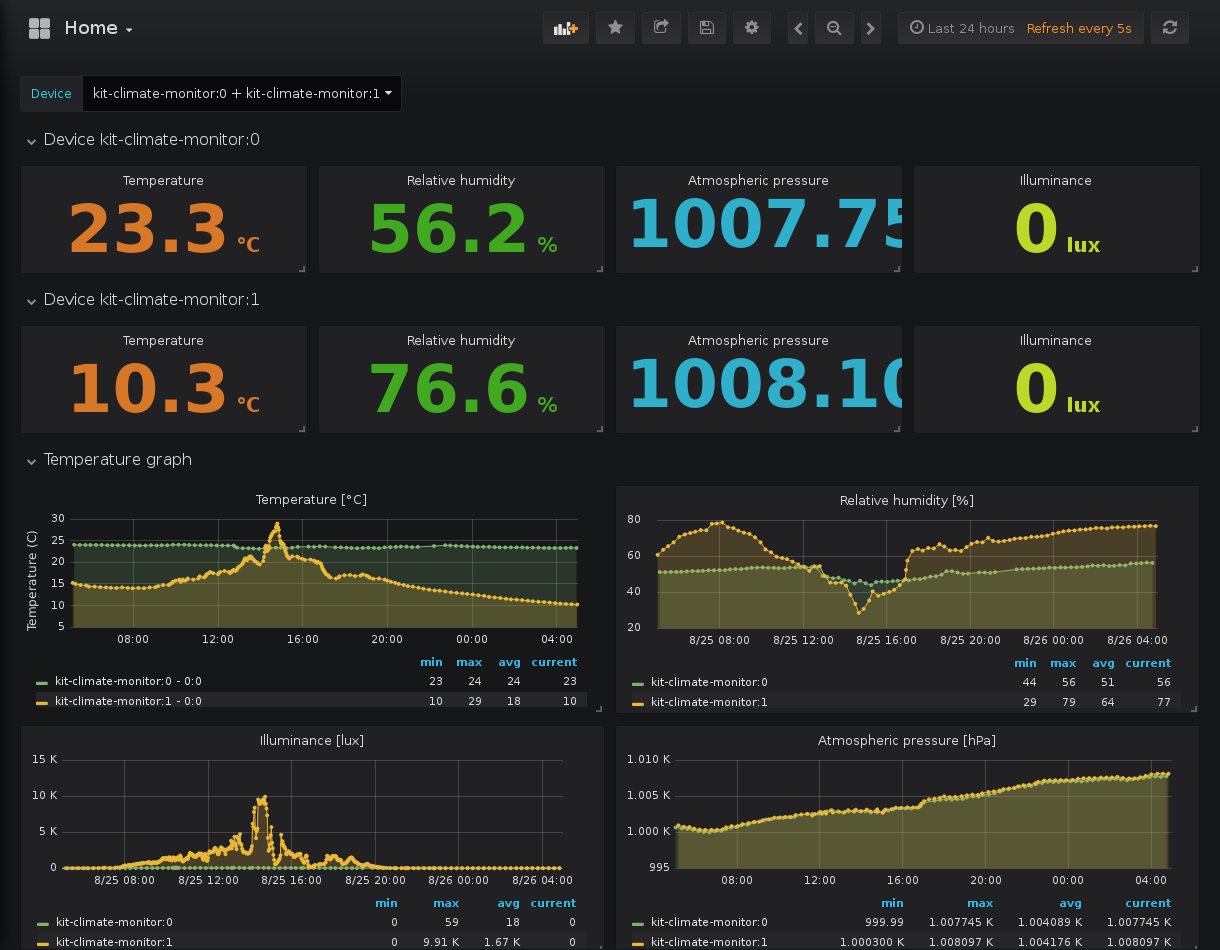 Home
Last 24 hours Refresh every 5s
Device kit-climate-monitor:0 + kit-climate-monitor:1
Device kit-climate-monitor:0
Temperature Relative humidity Atmospheric pressure Illuminance
23.3 °C 56.2 % 1007.75 0 lux
Device kit-climate-monitor:1
Temperature Relative humidity Atmospheric pressure Illuminance
10.3 °C 76.6 % 1008.10 0 lux
Temperature graph
Temperature [°C]
Temperature (C)
30
25
20
15
10
5
08:00 12:00 16:00 20:00 00:00 04:00
min max avg current
kit-climate-monitor:0 - 0:0 23 24 24 23
kit-climate-monitor:1 - 0:0 10 29 18 10
Relative humidity [%]
80
60
40
20
8/25 08:00 8/25 12:00 8/25 16:00 8/25 20:00 8/26 00:00 8/26 04:00
min max avg current
kit-climate-monitor:0 44 56 51 56
kit-climate-monitor:1 29 79 64 77
Illuminance [lux]
15 K
10 K
5 K
0
8/25 08:00 8/25 12:00 8/25 16:00 8/25 20:00 8/26 00:00 8/26 04:00
min max avg current
kit-climate-monitor:0 0 59 18 0
kit-climate-monitor:1 0 9.91 K 1.67 K 0
Atmospheric pressure [hPa]
1.010 K
1.005 K
1.000 K
995
08:00 12:00 16:00 20:00 00:00 04:00
min max avg current
kit-climate-monitor:0 999.99 1.007745 K 1.004089 K 1.007745 K
kit-climate-monitor:1 1.000300 K 1.008097 K 1.004176 K 1.008097 K